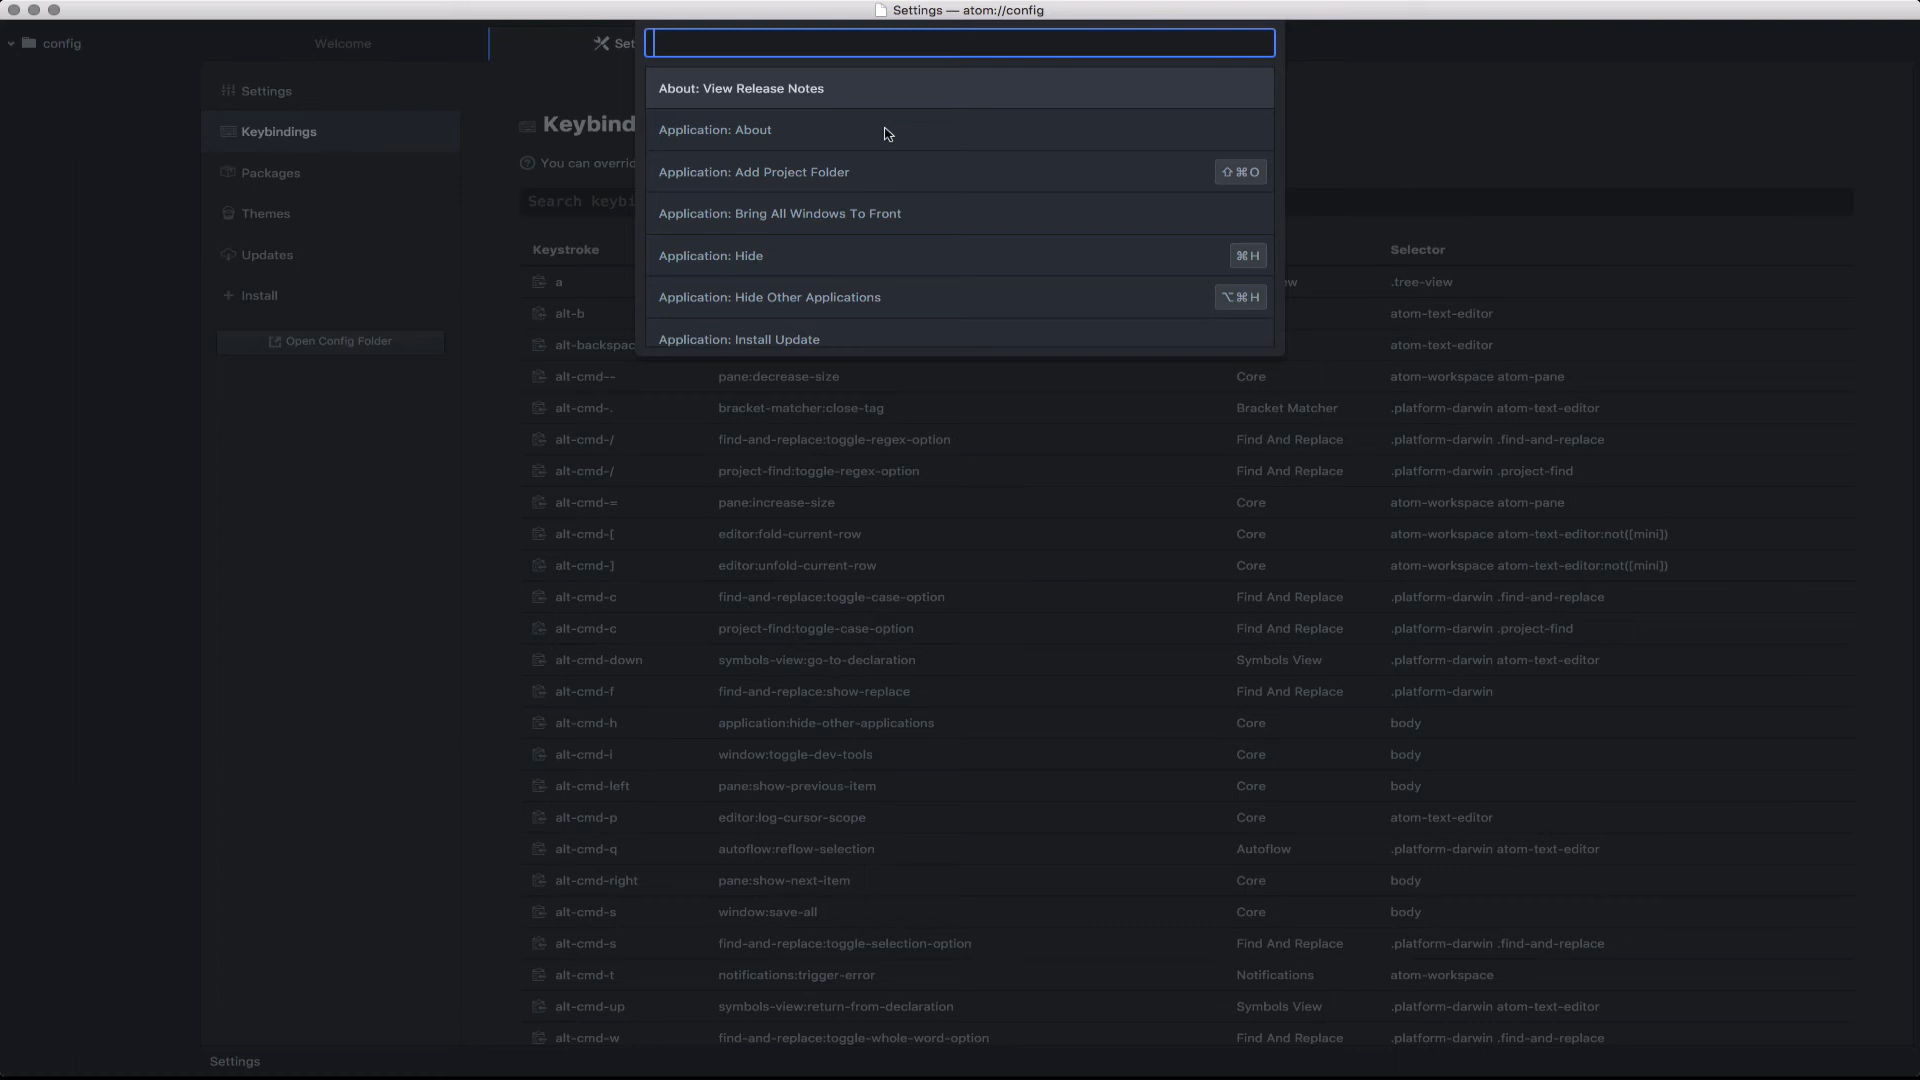 Settings — atom://config
config
Welcome
Set
About: View Release Notes
Application: About
Application: Add Project Folder ⇧⌘O
Application: Bring All Windows To Front
Application: Hide ⌘H
Application: Hide Other Applications ⌥⌘H
Application: Install Update
Settings
Keybindings
Packages
Themes
Updates
Install
Open Config Folder
Keybind
You can overri
Search keybi
Keystroke Selector
a ew .tree-view
alt-b atom-text-editor
alt-backspac atom-text-editor
alt-cmd-- pane:decrease-size Core atom-workspace atom-pane
alt-cmd-. bracket-matcher:close-tag Bracket Matcher .platform-darwin atom-text-editor
alt-cmd-/ find-and-replace:toggle-regex-option Find And Replace .platform-darwin .find-and-replace
alt-cmd-/ project-find:toggle-regex-option Find And Replace .platform-darwin .project-find
alt-cmd-= pane:increase-size Core atom-workspace atom-pane
alt-cmd-[ editor:fold-current-row Core atom-workspace atom-text-editor:not([mini])
alt-cmd-] editor:unfold-current-row Core atom-workspace atom-text-editor:not([mini])
alt-cmd-c find-and-replace:toggle-case-option Find And Replace .platform-darwin .find-and-replace
alt-cmd-c project-find:toggle-case-option Find And Replace .platform-darwin .project-find
alt-cmd-down symbols-view:go-to-declaration Symbols View .platform-darwin atom-text-editor
alt-cmd-f find-and-replace:show-replace Find And Replace .platform-darwin
alt-cmd-h application:hide-other-applications Core body
alt-cmd-i window:toggle-dev-tools Core body
alt-cmd-left pane:show-previous-item Core body
alt-cmd-p editor:log-cursor-scope Core atom-text-editor
alt-cmd-q autoflow:reflow-selection Autoflow .platform-darwin atom-text-editor
alt-cmd-right pane:show-next-item Core body
alt-cmd-s window:save-all Core body
alt-cmd-s find-and-replace:toggle-selection-option Find And Replace .platform-darwin .find-and-replace
alt-cmd-t notifications:trigger-error Notifications atom-workspace
alt-cmd-up symbols-view:return-from-declaration Symbols View .platform-darwin atom-text-editor
alt-cmd-w find-and-replace:toggle-whole-word-option Find And Replace .platform-darwin .find-and-replace
Settings